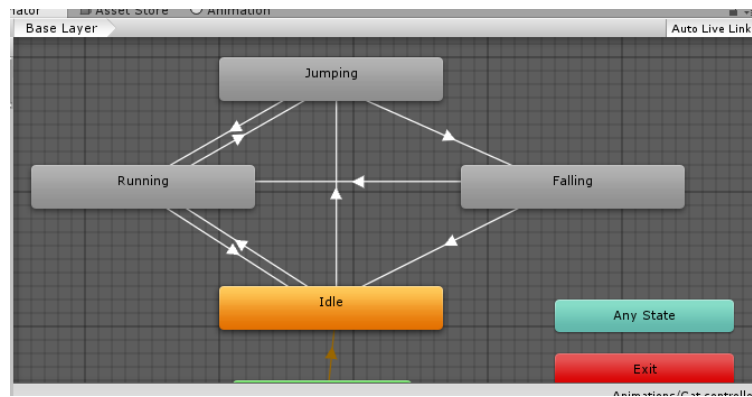 Asset Store Animation
Base Layer
Auto Live Link
Jumping
Running
Falling
Idle
Any State
Exit